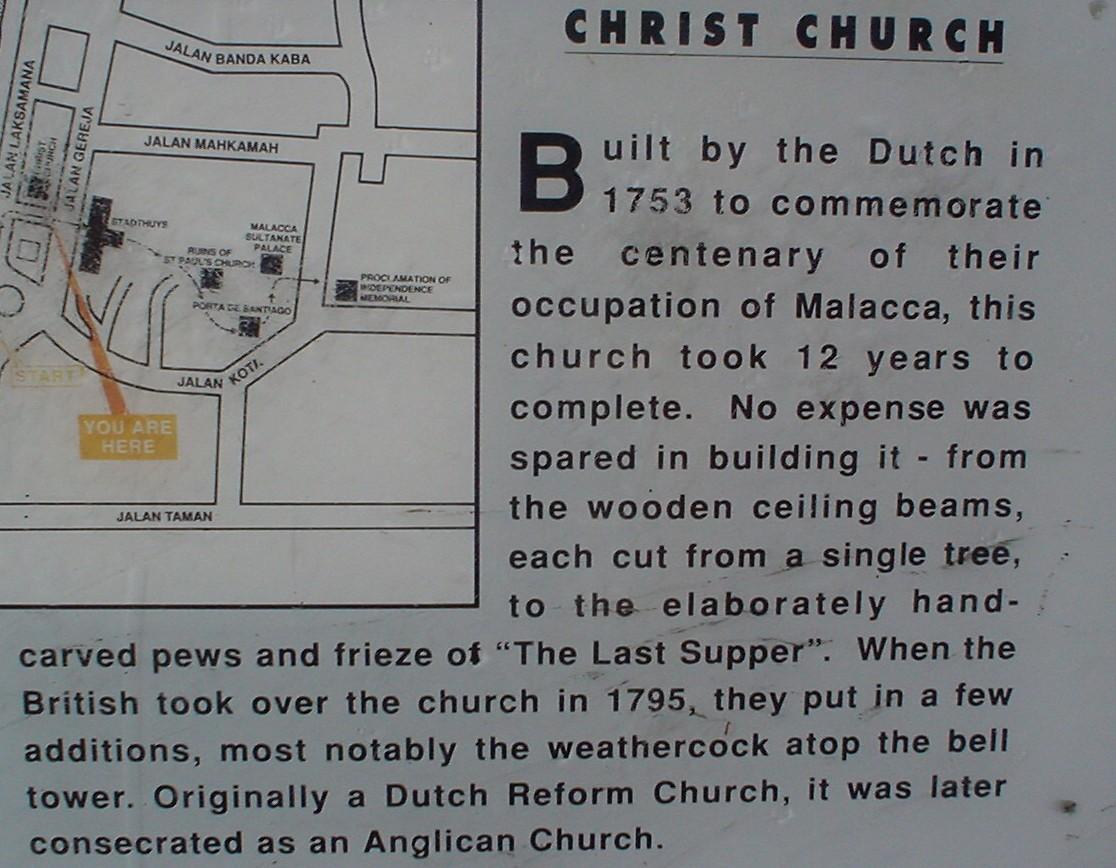 CHRIST CHURCH
Built by the Dutch in
1753 to commemorate
the centenary of their
occupation of Malacca, this
church took 12 years to
complete. No expense was
spared in building it - from
the wooden ceiling beams,
each cut from a single tree,
to the elaborately hand-
carved pews and frieze of “The Last Supper”. When the
British took over the church in 1795, they put in a few
additions, most notably the weathercock atop the bell
tower. Originally a Dutch Reform Church, it was later
consecrated as an Anglican Church.
JALAN BANDA KABA
JALAN LAKSAMANA
CHRIST
CHURCH
JALAN GEREJA
JALAN MAHKAMAH
STADTHUYS
MALACCA
SULTANATE
PALACE
RUINS OF
ST PAUL'S CHURCH
PROCLAMATION OF
INDEPENDENCE
MEMORIAL
PORTA DE SANTIAGO
START
JALAN KOTA
YOU ARE
HERE
JALAN TAMAN